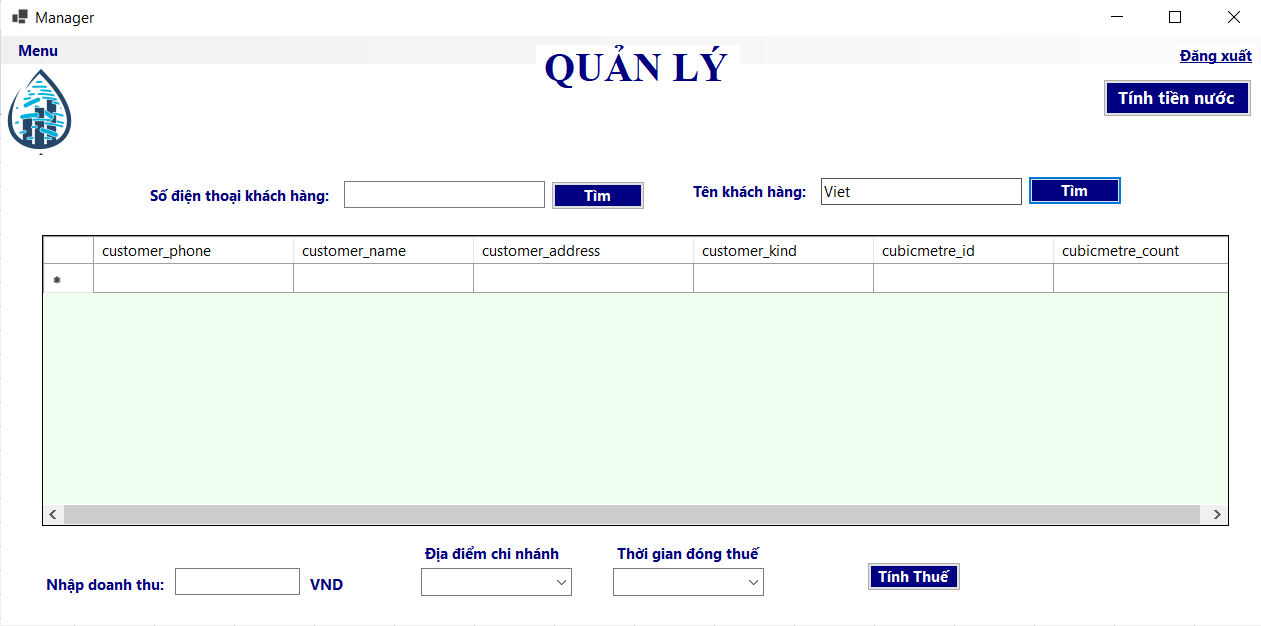 Manager
Menu
QUẢN LÝ
Đăng xuất
Tính tiền nước
Số điện thoại khách hàng:
Tìm
Tên khách hàng:
Viet
Tìm
customer_phone customer_name customer_address customer_kind cubicmetre_id cubicmetre_count
Địa điểm chi nhánh
Thời gian đóng thuế
Nhập doanh thu:
VND
Tính Thuế